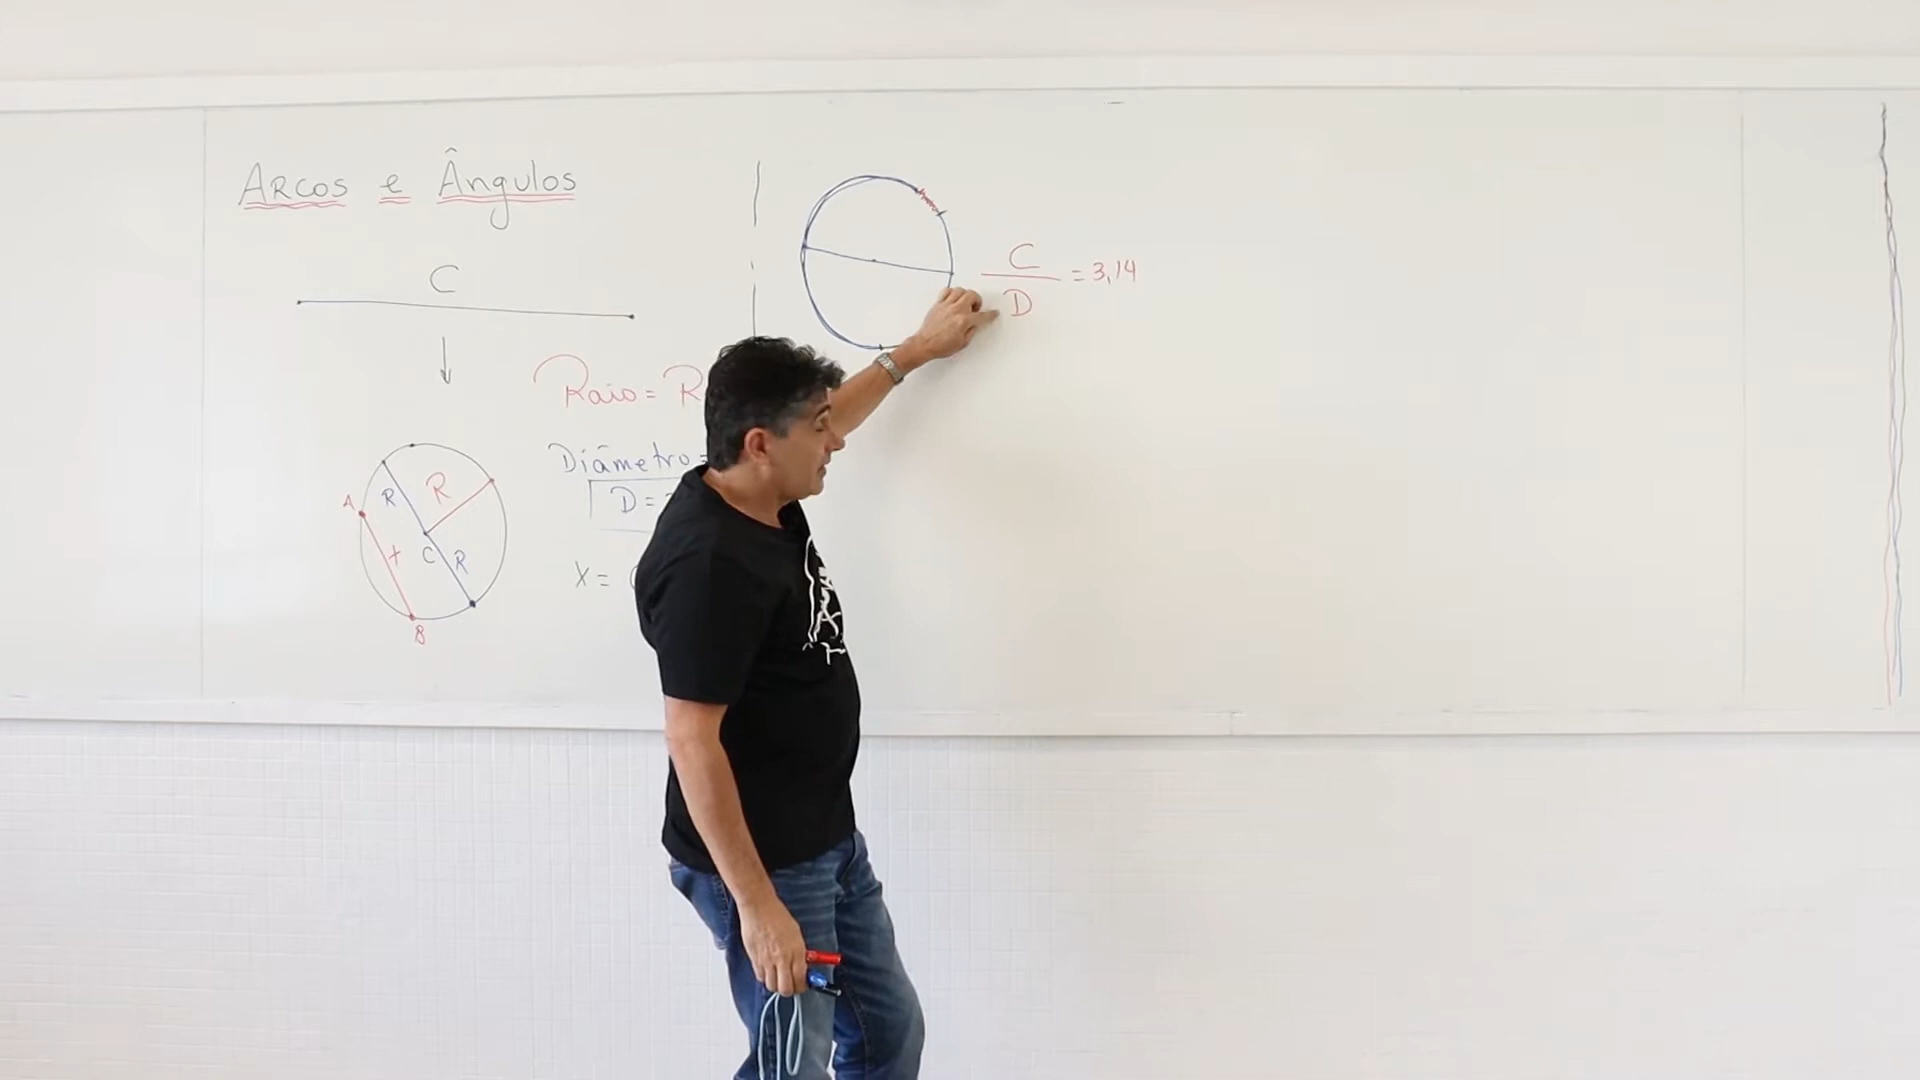 Arcos e Ângulos
C
Raio = R
Diâmetro =
D =
X =
A
R
R
X
C
R
B
C
D
= 3,14